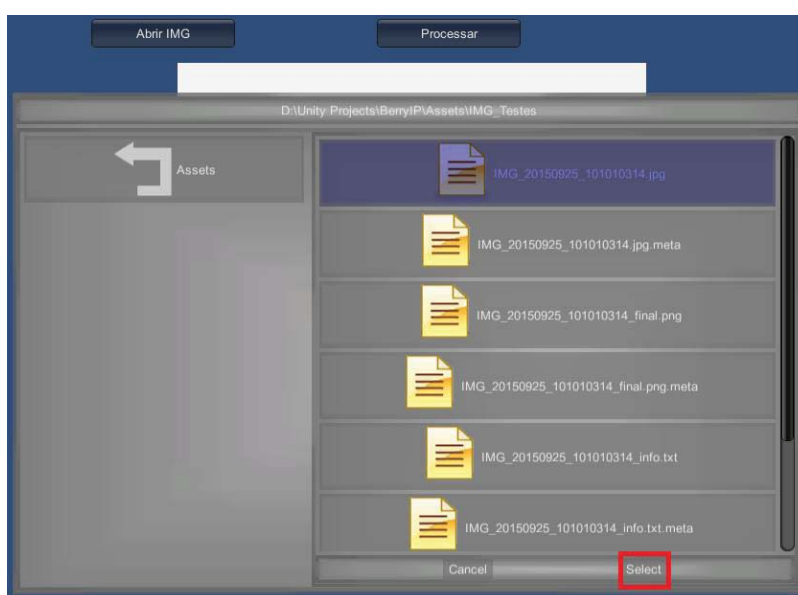 Abrir IMG
Processar
D:\Unity Projects\BerryIP\Assets\IMG_Testes
Assets
IMG_20150925_101010314.jpg
IMG_20150925_101010314.jpg.meta
IMG_20150925_101010314_final.png
IMG_20150925_101010314_final.png.meta
IMG_20150925_101010314_info.txt
IMG_20150925_101010314_info.txt.meta
Cancel
Select